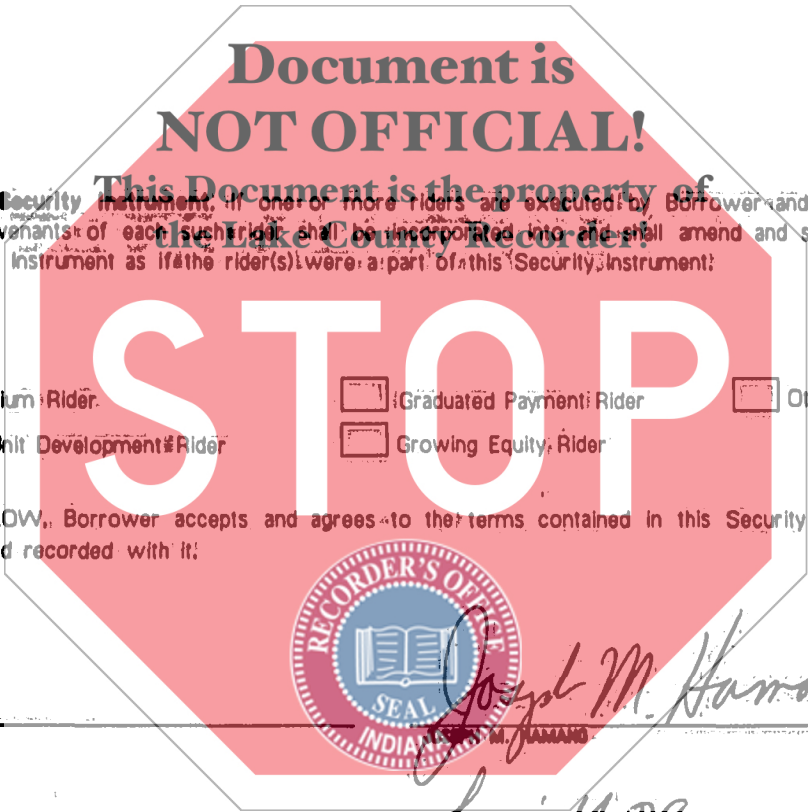 Document is
NOT OFFICIAL!
This Document is the property of
the Lake County Recorder!
Security Instrument. If one or more riders are executed by Borrower and
venants of each such rider shall be incorporated into and shall amend and s
Instrument as if the rider(s) were a part of this Security Instrument.
STOP
ium Rider
Graduated Payment Rider
Ot
nit Development Rider
Growing Equity Rider
OW, Borrower accepts and agrees to the terms contained in this Security
d recorded with it.
RECORDER'S OFFICE
SEAL
INDIANA
M. Hama
M. HAMANG